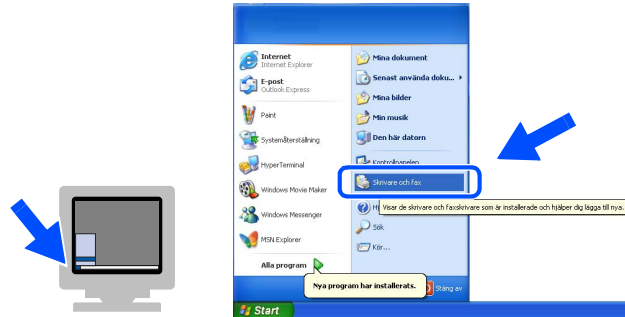 Internet
Internet Explorer
E-post
Outlook Express
Paint
Systemåterställning
HyperTerminal
Windows Movie Maker
Windows Messenger
MSN Explorer
Alla program
Mina dokument
Senast använda doku...
Mina bilder
Min musik
Den här datorn
Kontrollpanelen
Skrivare och fax
Visar de skrivare och faxskrivare som är installerade och hjälper dig lägga till nya.
Sök
Kör...
Nya program har installerats.
Stäng av
Start